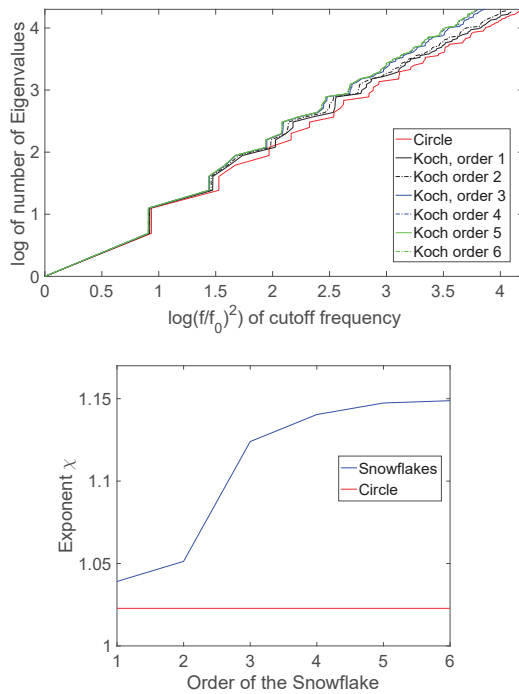 4
3
2
1
0
log of number of Eigenvalues
Circle
Koch, order 1
Koch order 2
Koch, order 3
Koch order 4
Koch order 5
Koch order 6
0 0.5 1 1.5 2 2.5 3 3.5 4
log(f/f₀)²) of cutoff frequency
1.15
1.1
1.05
1
Exponent χ
Snowflakes
Circle
1 2 3 4 5 6
Order of the Snowflake